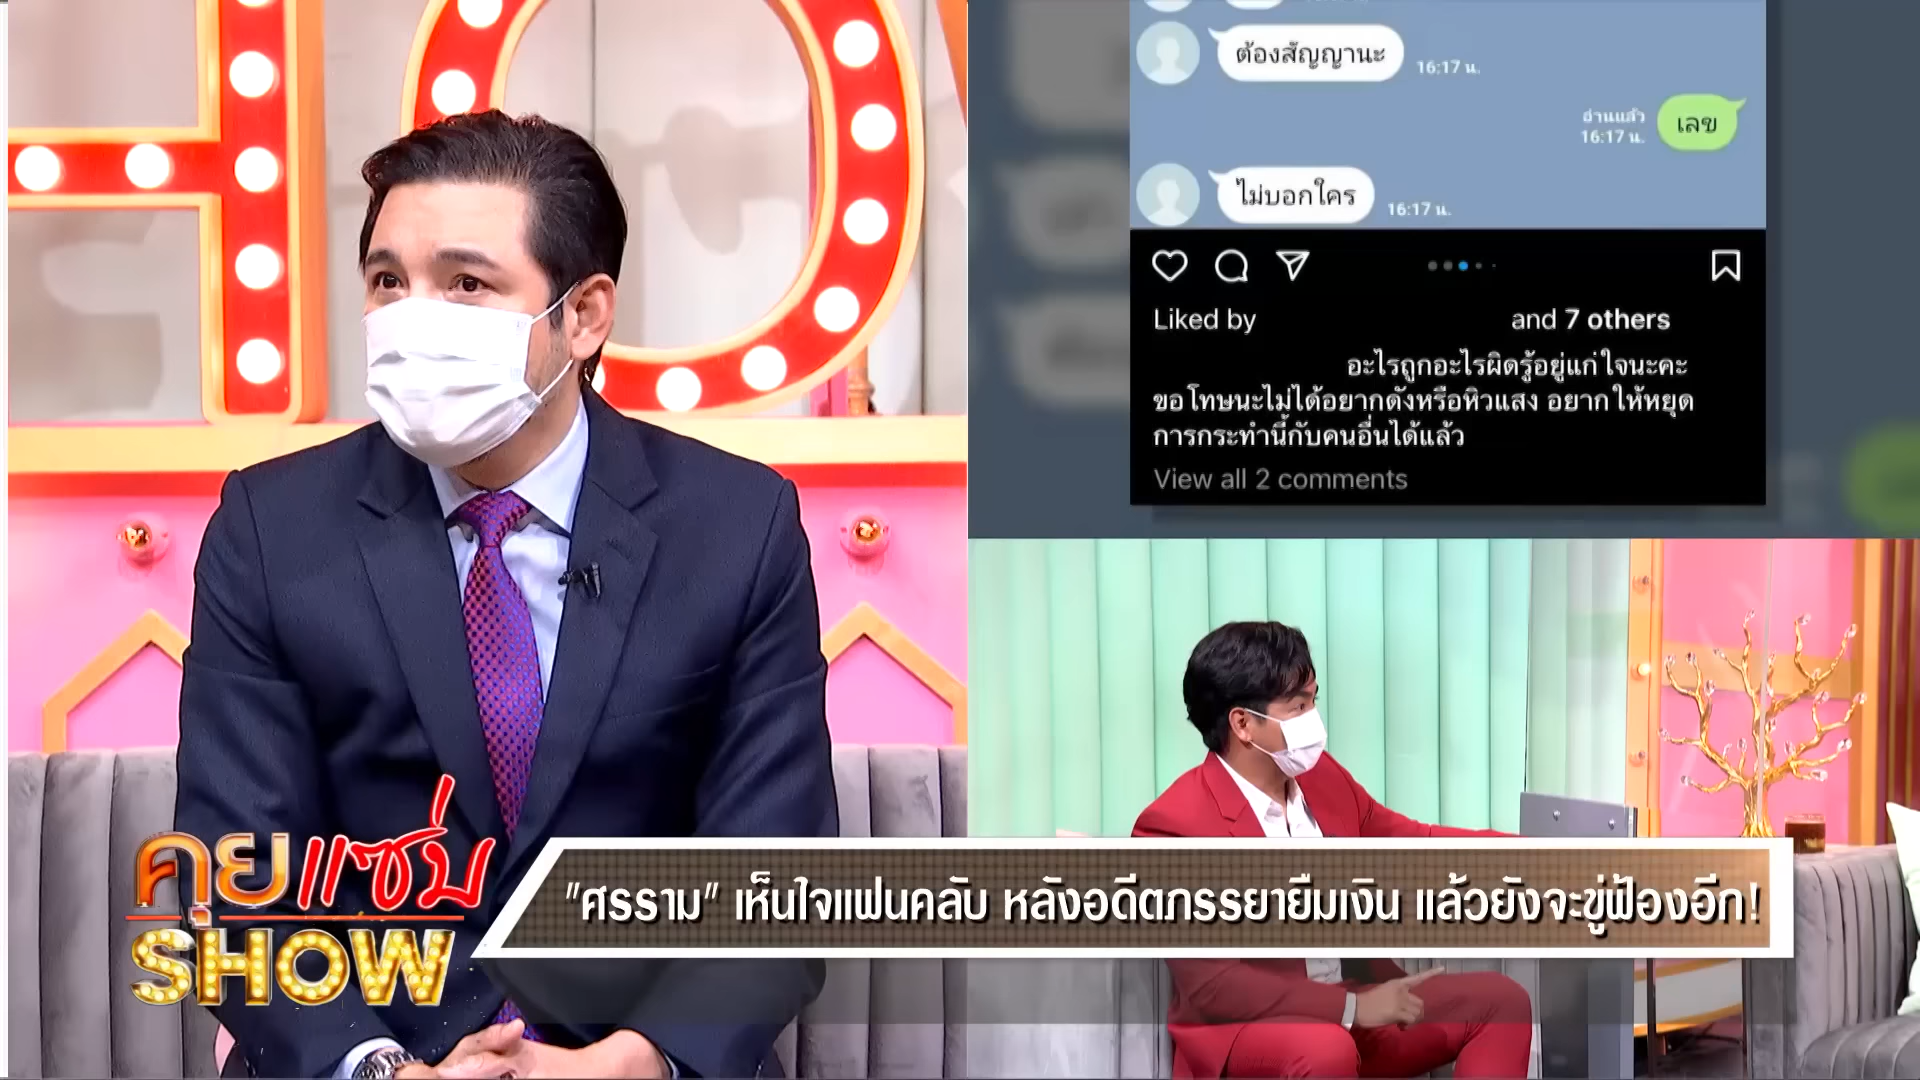 ต้องสัญญานะ
16:17 น.
อ่านแล้ว
16:17 น.
เลข
ไม่บอกใคร
16:17 น.
Liked by and 7 others
อะไรถูกอะไรผิดรู้อยู่แก่ใจนะคะ
ขอโทษนะไม่ได้อยากดังหรือหิวแสง อยากให้หยุด
การกระทำนี้กับคนอื่นได้แล้ว
View all 2 comments
คุยแซ่บ
SHOW
"ศรราม" เห็นใจแฟนคลับ หลังอดีตภรรยายืมเงิน แล้วยังจะขู่ฟ้องอีก!